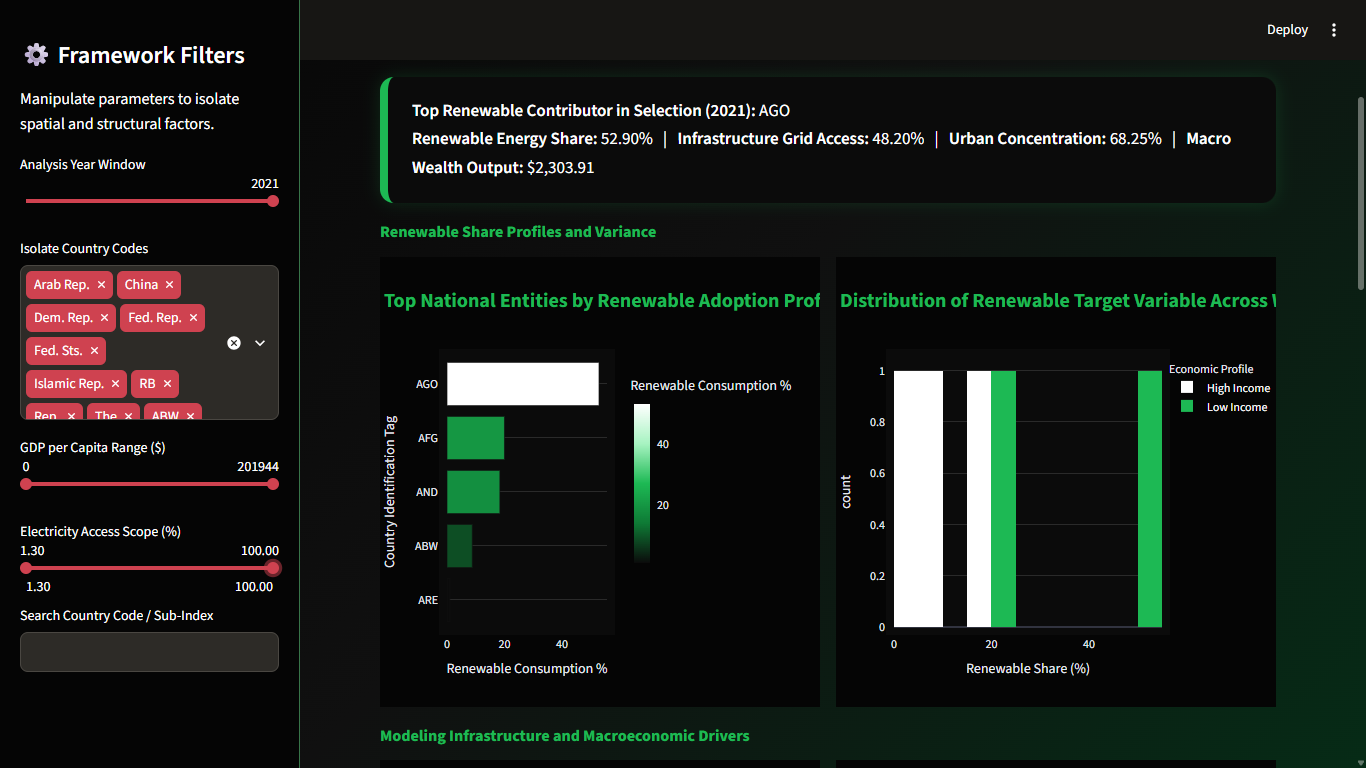 Framework Filters
Manipulate parameters to isolate
spatial and structural factors.
Analysis Year Window
2021
Isolate Country Codes
Arab Rep. × China ×
Dem. Rep. × Fed. Rep. ×
Fed. Sts. ×
Islamic Rep. × RB ×
Rep. × The × ABW ×
GDP per Capita Range ($)
0 201944
Electricity Access Scope (%)
1.30 100.00
1.30 100.00
Search Country Code / Sub-Index
Deploy
Top Renewable Contributor in Selection (2021): AGO
Renewable Energy Share: 52.90% | Infrastructure Grid Access: 48.20% | Urban Concentration: 68.25% | Macro
Wealth Output: $2,303.91
Renewable Share Profiles and Variance
Top National Entities by Renewable Adoption Prof
Country Identification Tag
AGO
AFG
AND
ABW
ARE
0 20 40
Renewable Consumption %
Renewable Consumption %
40
20
Distribution of Renewable Target Variable Across
count
1
0.8
0.6
0.4
0.2
0
0 20 40
Renewable Share (%)
Economic Profile
High Income
Low Income
Modeling Infrastructure and Macroeconomic Drivers